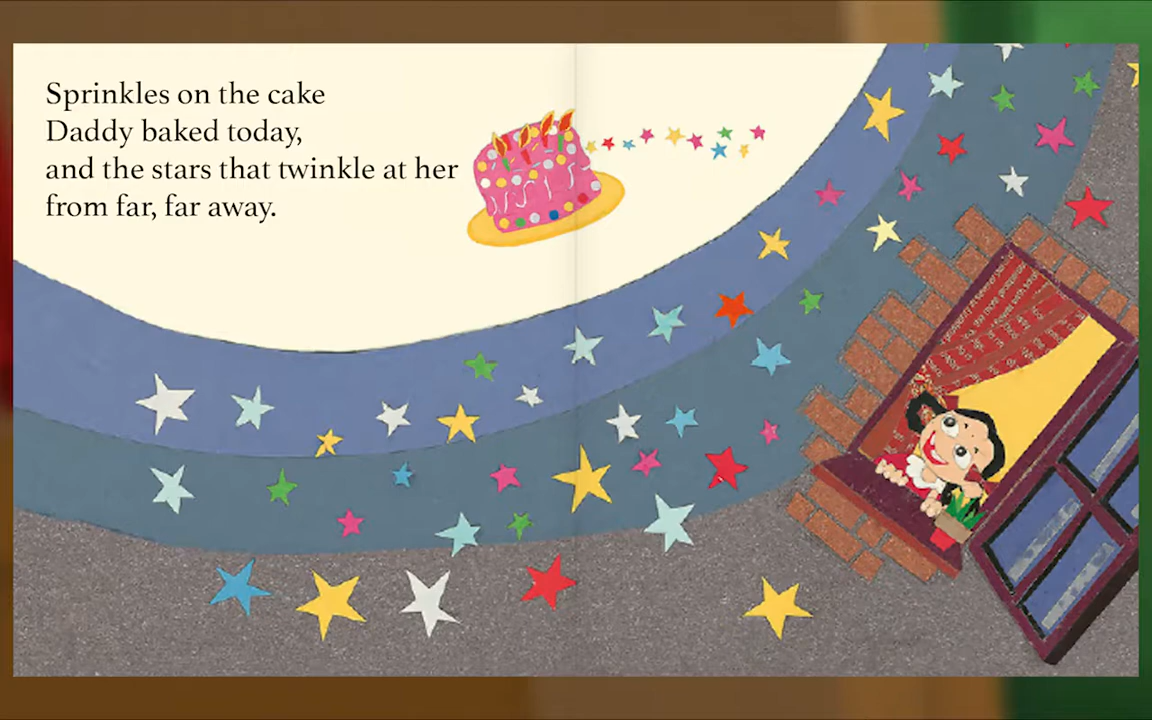 Sprinkles on the cake
Daddy baked today,
and the stars that twinkle at her
from far, far away.